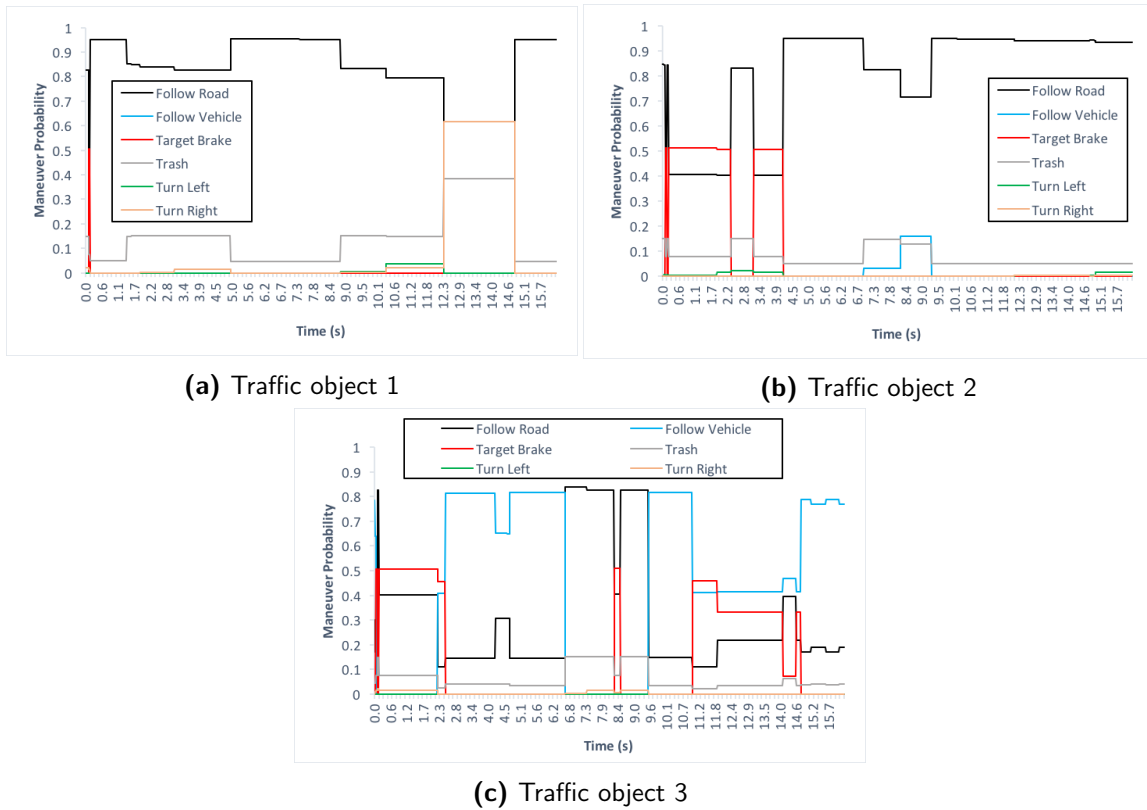 1
0.9
0.8
0.7
0.6
0.5
0.4
0.3
0.2
0.1
0
Maneuver Probability
Follow Road
Follow Vehicle
Target Brake
Trash
Turn Left
Turn Right
0.0 0.6 1.1 1.7 2.2 2.8 3.4 3.9 4.5 5.0 5.6 6.2 6.7 7.3 7.8 8.4 9.0 9.5 10.1 10.6 11.2 11.8 12.3 12.9 13.4 14.0 14.6 15.1 15.7
Time (s)
(a) Traffic object 1
1
0.9
0.8
0.7
0.6
0.5
0.4
0.3
0.2
0.1
0
Maneuver Probability
Follow Road
Follow Vehicle
Target Brake
Trash
Turn Left
Turn Right
0.0 0.6 1.1 1.7 2.2 2.8 3.4 3.9 4.5 5.0 5.6 6.2 6.7 7.3 7.8 8.4 9.0 9.5 10.1 10.6 11.2 11.8 12.3 12.9 13.4 14.0 14.6 15.1 15.7
Time (s)
(b) Traffic object 2
Follow Road Follow Vehicle
Target Brake Trash
Turn Left Turn Right
1
0.9
0.8
0.7
0.6
0.5
0.4
0.3
0.2
0.1
0
Maneuver Probability
0.0 0.6 1.2 1.7 2.3 2.8 3.4 4.0 4.5 5.1 5.6 6.2 6.8 7.3 7.9 8.4 9.0 9.6 10.1 10.7 11.2 11.8 12.4 12.9 13.5 14.0 14.6 15.2 15.7
Time (s)
(c) Traffic object 3